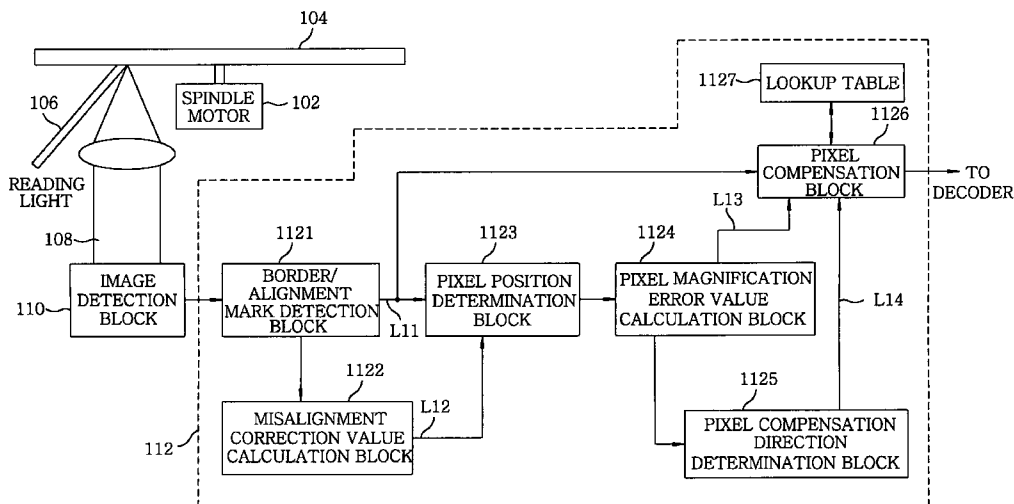 104
1127
LOOKUP TABLE
106
SPINDLE
MOTOR
102
1126
PIXEL
COMPENSATION
BLOCK
TO
DECODER
READING
LIGHT
L13
108
1121
1123
1124
110
IMAGE
DETECTION
BLOCK
BORDER/
ALIGNMENT
MARK DETECTION
BLOCK
L11
PIXEL POSITION
DETERMINATION
BLOCK
PIXEL MAGNIFICATION
ERROR VALUE
CALCULATION BLOCK
L14
1122
L12
1125
112
MISALIGNMENT
CORRECTION VALUE
CALCULATION BLOCK
PIXEL COMPENSATION
DIRECTION
DETERMINATION BLOCK